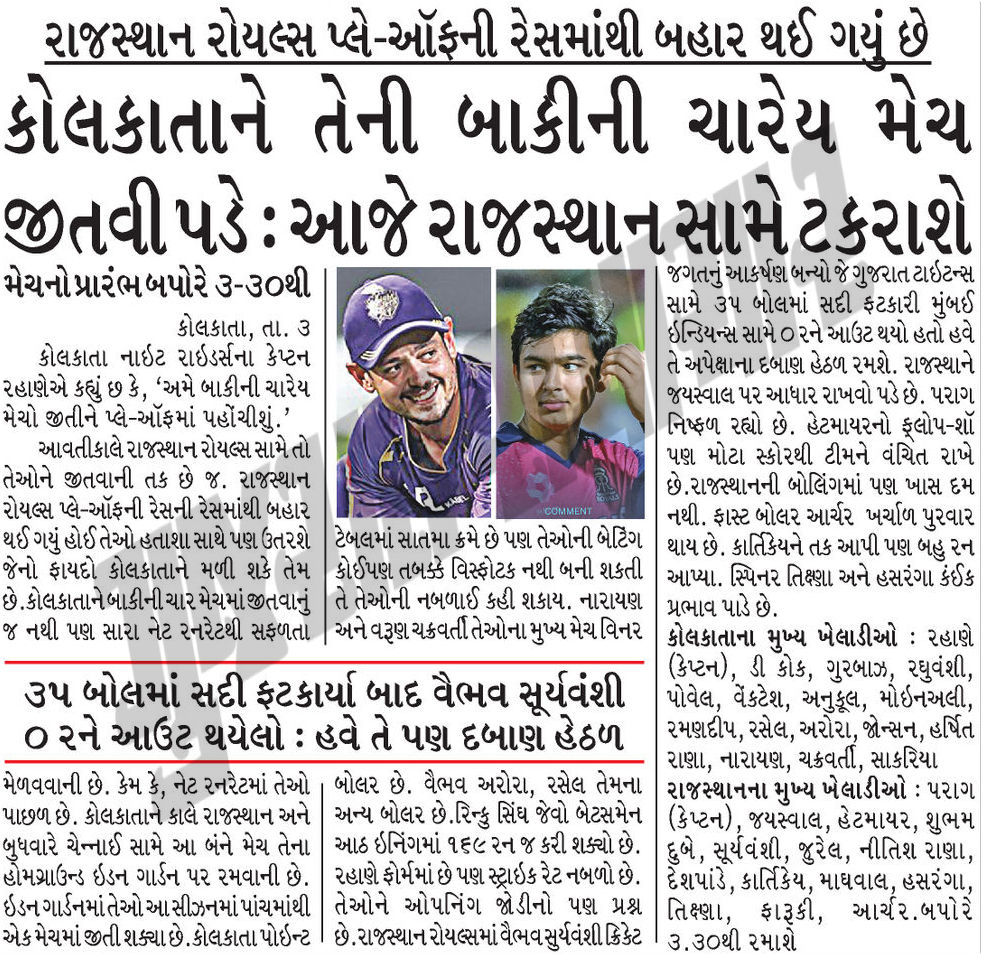 રાજસ્થાન રોયલ્સ પ્લે-ઑફની રેસમાંથી બહાર થઈ ગયું છે
કોલકાતાને તેની બાકીની ચારેય મેચ
જીતવી પડે : આજે રાજસ્થાન સામે ટકરાશે
મેચનો પ્રારંભ બપોરે ૩-૩૦થી
કોલકાતા, તા. ૩
કોલકાતા નાઇટ રાઇડર્સના કેપ્ટન
રહાણેએ કહ્યું છ કે, ‘અમે બાકીની ચારેય
મેચો જીતીને પ્લે-ઑફમાં પહોંચીશું.’
આવતીકાલે રાજસ્થાન રોયલ્સ સામે તો
તેઓને જીતવાની તક છે જ. રાજસ્થાન
રોયલ્સ પ્લે-ઑફની રેસની રેસમાંથી બહાર
થઈ ગયું હોઈ તેઓ હતાશા સાથે પણ ઉતરશે
જેનો ફાયદો કોલકાતાને મળી શકે તેમ
છે.કોલકાતાને બાકીની ચાર મેચમાં જીતવાનું
જ નથી પણ સારા નેટ રનરેટથી સફળતા
COMMENT
ટેબલમાં સાતમા ક્રમે છે પણ તેઓની બેટિંગ
કોઈપણ તબક્કે વિસ્ફોટક નથી બની શકતી
તે તેઓની નબળાઈ કહી શકાય. નારાયણ
અને વરૂણ ચક્રવર્તી તેઓના મુખ્ય મેચ વિનર
૩૫ બોલમાં સદી ફટકાર્યા બાદ વૈભવ સૂર્યવંશી
૦ રને આઉટ થયેલો : હવે તે પણ દબાણ હેઠળ
મેળવવાની છે. કેમ કે, નેટ રનરેટમાં તેઓ
પાછળ છે. કોલકાતાને કાલે રાજસ્થાન અને
બુધવારે ચેન્નાઈ સામે આ બંને મેચ તેના
હોમગ્રાઉન્ડ ઇડન ગાર્ડન પર રમવાની છે.
ઇડન ગાર્ડનમાં તેઓ આ સીઝનમાં પાંચમાંથી
એક મેચમાં જીતી શક્યા છે.કોલકાતા પોઇન્ટ
બોલર છે. વૈભવ અરોરા, રસેલ તેમના
અન્ય બોલર છે.રિન્કુ સિંઘ જેવો બેટસમેન
આઠ ઇનિંગમાં ૧૬૯ રન જ કરી શક્યો છે.
રહાણે ફોર્મમાં છે પણ સ્ટ્રાઇક રેટ નબળો છે.
તેઓને ઓપનિંગ જોડીનો પણ પ્રશ્ન
છે.રાજસ્થાન રોયલ્સમાં વૈભવ સુર્યવંશી ક્રિકેટ
જગતનું આકર્ષણ બન્યો જે ગુજરાત ટાઇટન્સ
સામે ૩૫ બોલમાં સદી ફટકારી મુંબઈ
ઇન્ડિયન્સ સામે ૦ રને આઉટ થયો હતો હવે
તે અપેક્ષાના દબાણ હેઠળ રમશે. રાજસ્થાને
જયસ્વાલ પર આધાર રાખવો પડે છે. પરાગ
નિષ્ફળ રહ્યો છે. હેટમાયરનો ફ્લોપ-શૉ
પણ મોટા સ્કોરથી ટીમને વંચિત રાખે
છે.રાજસ્થાનની બોલિંગમાં પણ ખાસ દમ
નથી. ફાસ્ટ બોલર આર્ચર ખર્ચાળ પુરવાર
થાય છે. કાર્તિકેયને તક આપી પણ બહુ રન
આપ્યા. સ્પિનર તિક્ષ્ણા અને હસરંગા કંઈક
પ્રભાવ પાડે છે.
કોલકાતાના મુખ્ય ખેલાડીઓ : રહાણે
(કેપ્ટન), ડી કોક, ગુરબાઝ, રઘુવંશી,
પોવેલ, વેંકટેશ, અનુકૂલ, મોઇનઅલી,
રમણદીપ, રસેલ, અરોરા, જોન્સન, હર્ષિત
રાણા, નારાયણ, ચક્રવર્તી, સાકરિયા
રાજસ્થાનના મુખ્ય ખેલાડીઓ : પરાગ
(કેપ્ટન), જયસ્વાલ, હેટમાયર, શુભમ
દુબે, સૂર્યવંશી, જુરેલ, નીતિશ રાણા,
દેશપાંડે, કાર્તિકેય, માધવાલ, હસરંગા,
તિક્ષ્ણા, ફારૂકી, આર્ચર.બપોરે
૩.૩૦થી રમાશે